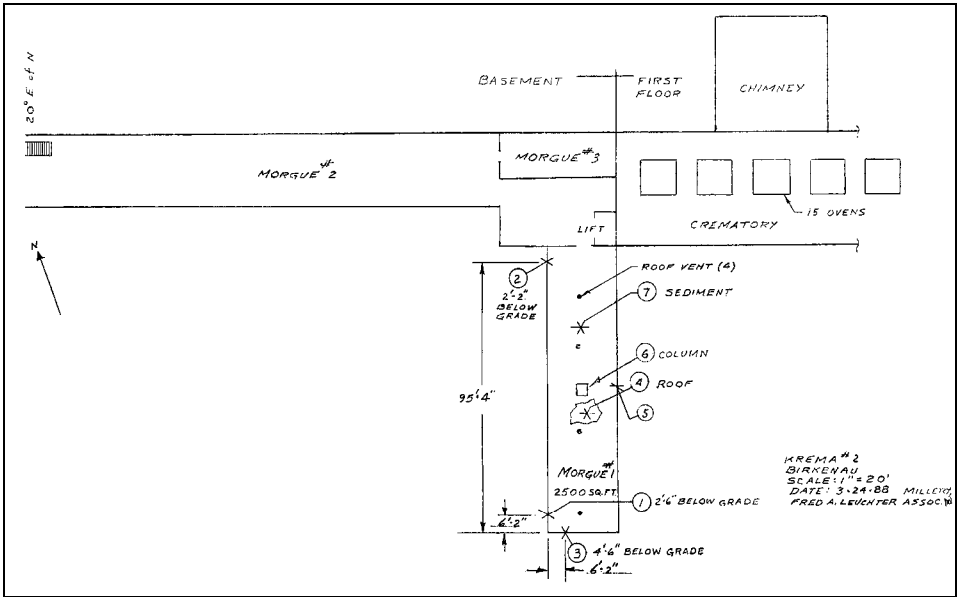 20° E of N
BASEMENT
FIRST
FLOOR
CHIMNEY
MORGUE #2
MORGUE #3
LIFT
CREMATORY
15 OVENS
N
2
2'-2"
BELOW
GRADE
ROOF VENT (4)
7 SEDIMENT
6 COLUMN
4 ROOF
5
95'4"
MORGUE #1
2500 SQ.FT.
1 2'6" BELOW GRADE
6'-2"
3 4'-6" BELOW GRADE
6'-2"
KREMA #2
BIRKENAU
SCALE: 1" = 20'
DATE: 3-24-88
FRED A. LEUCHTER ASSOC.